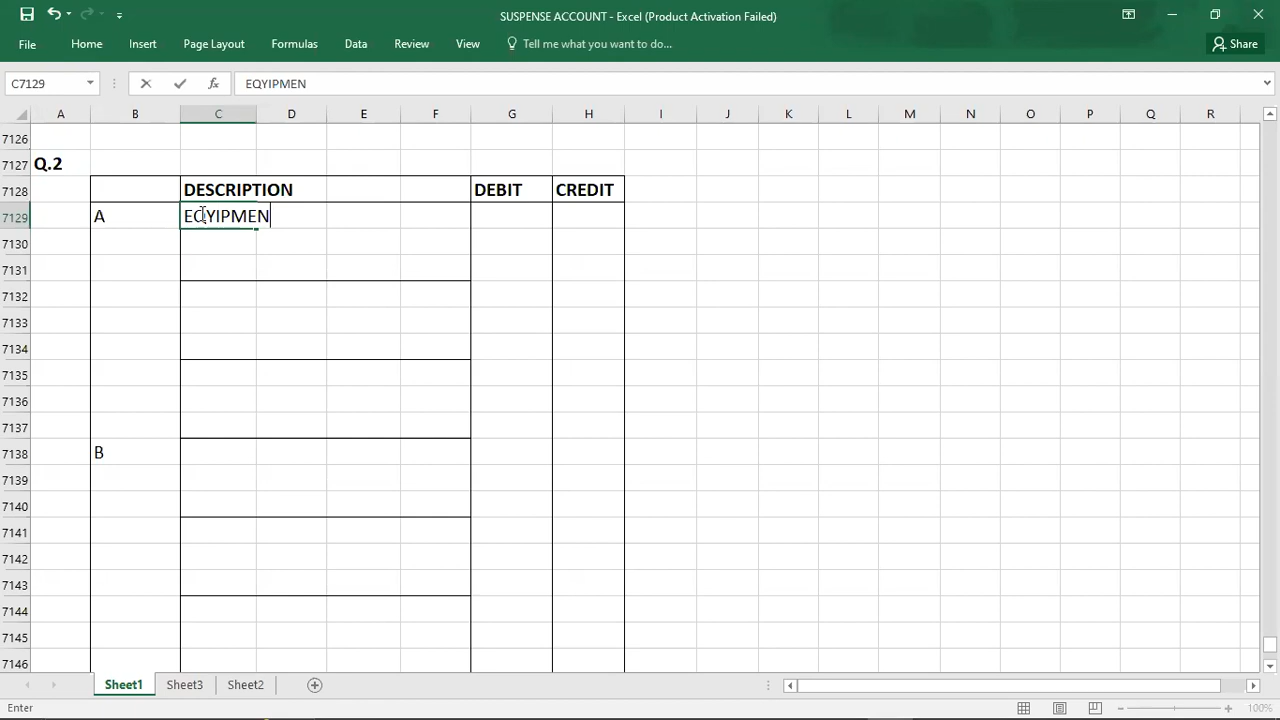 SUSPENSE ACCOUNT - Excel (Product Activation Failed)
File Home Insert Page Layout Formulas Data Review View Tell me what you want to do... Share
C7129 fx EQYIPMEN
A B C D E F G H I J K L M N O P Q R
7126
7127 Q.2
7128 DESCRIPTION DEBIT CREDIT
7129 A EQYIPMEN
7130
7131
7132
7133
7134
7135
7136
7137
7138 B
7139
7140
7141
7142
7143
7144
7145
7146
Sheet1 Sheet3 Sheet2
Enter 100%